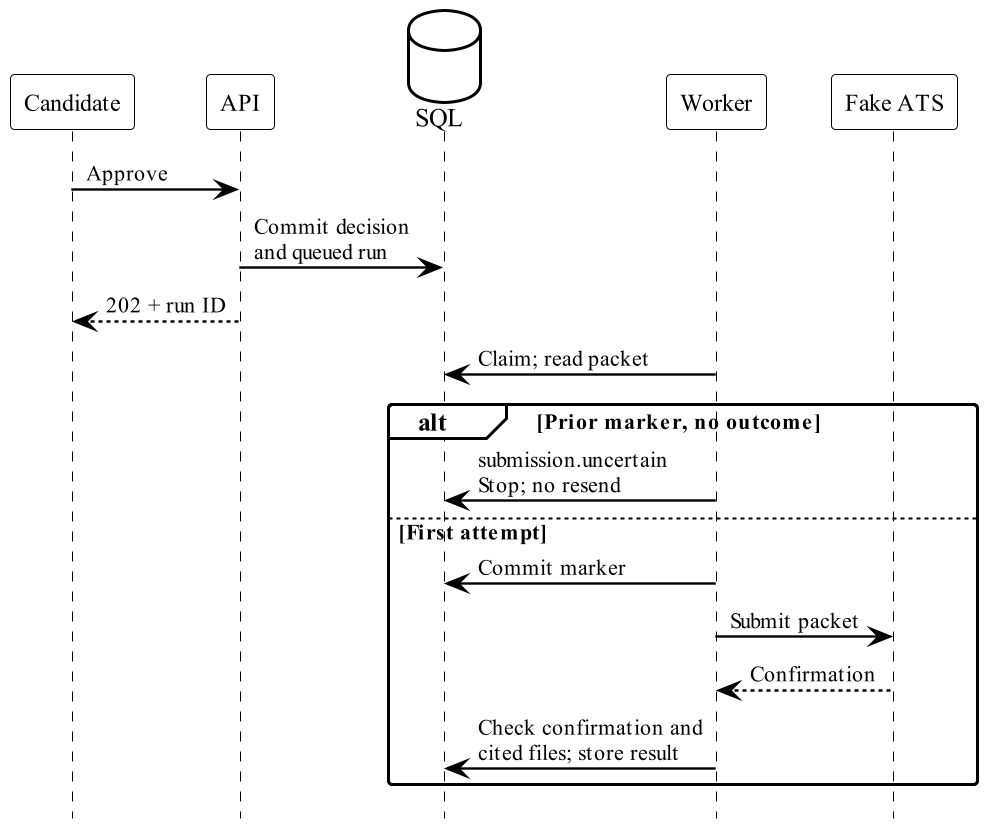 Candidate
API
SQL
Worker
Fake ATS
Approve
Commit decision
and queued run
202 + run ID
Claim; read packet
alt
[Prior marker, no outcome]
submission.uncertain
Stop; no resend
[First attempt]
Commit marker
Submit packet
Confirmation
Check confirmation and
cited files; store result